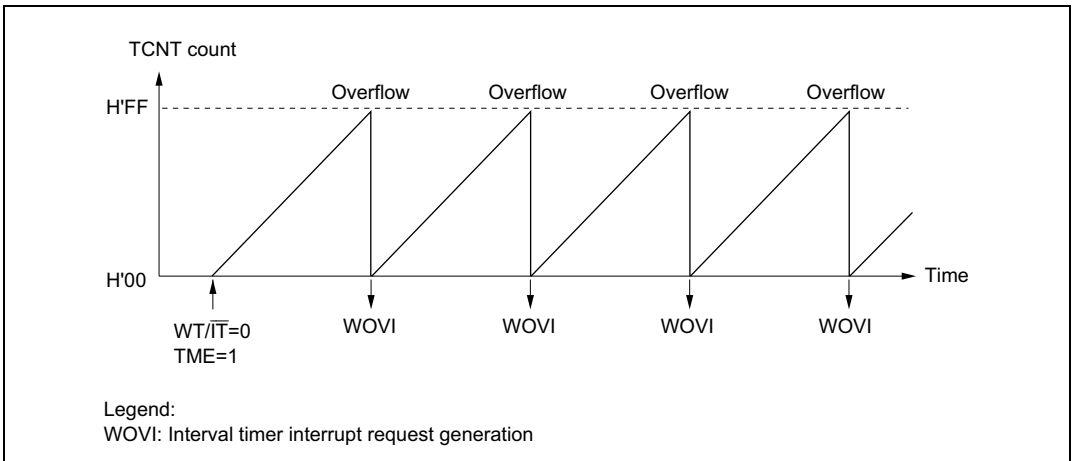 TCNT count
Overflow Overflow Overflow Overflow
H'FF
H'00
Time
WT/I̅T̅=0
TME=1
WOVI WOVI WOVI WOVI
Legend:
WOVI: Interval timer interrupt request generation